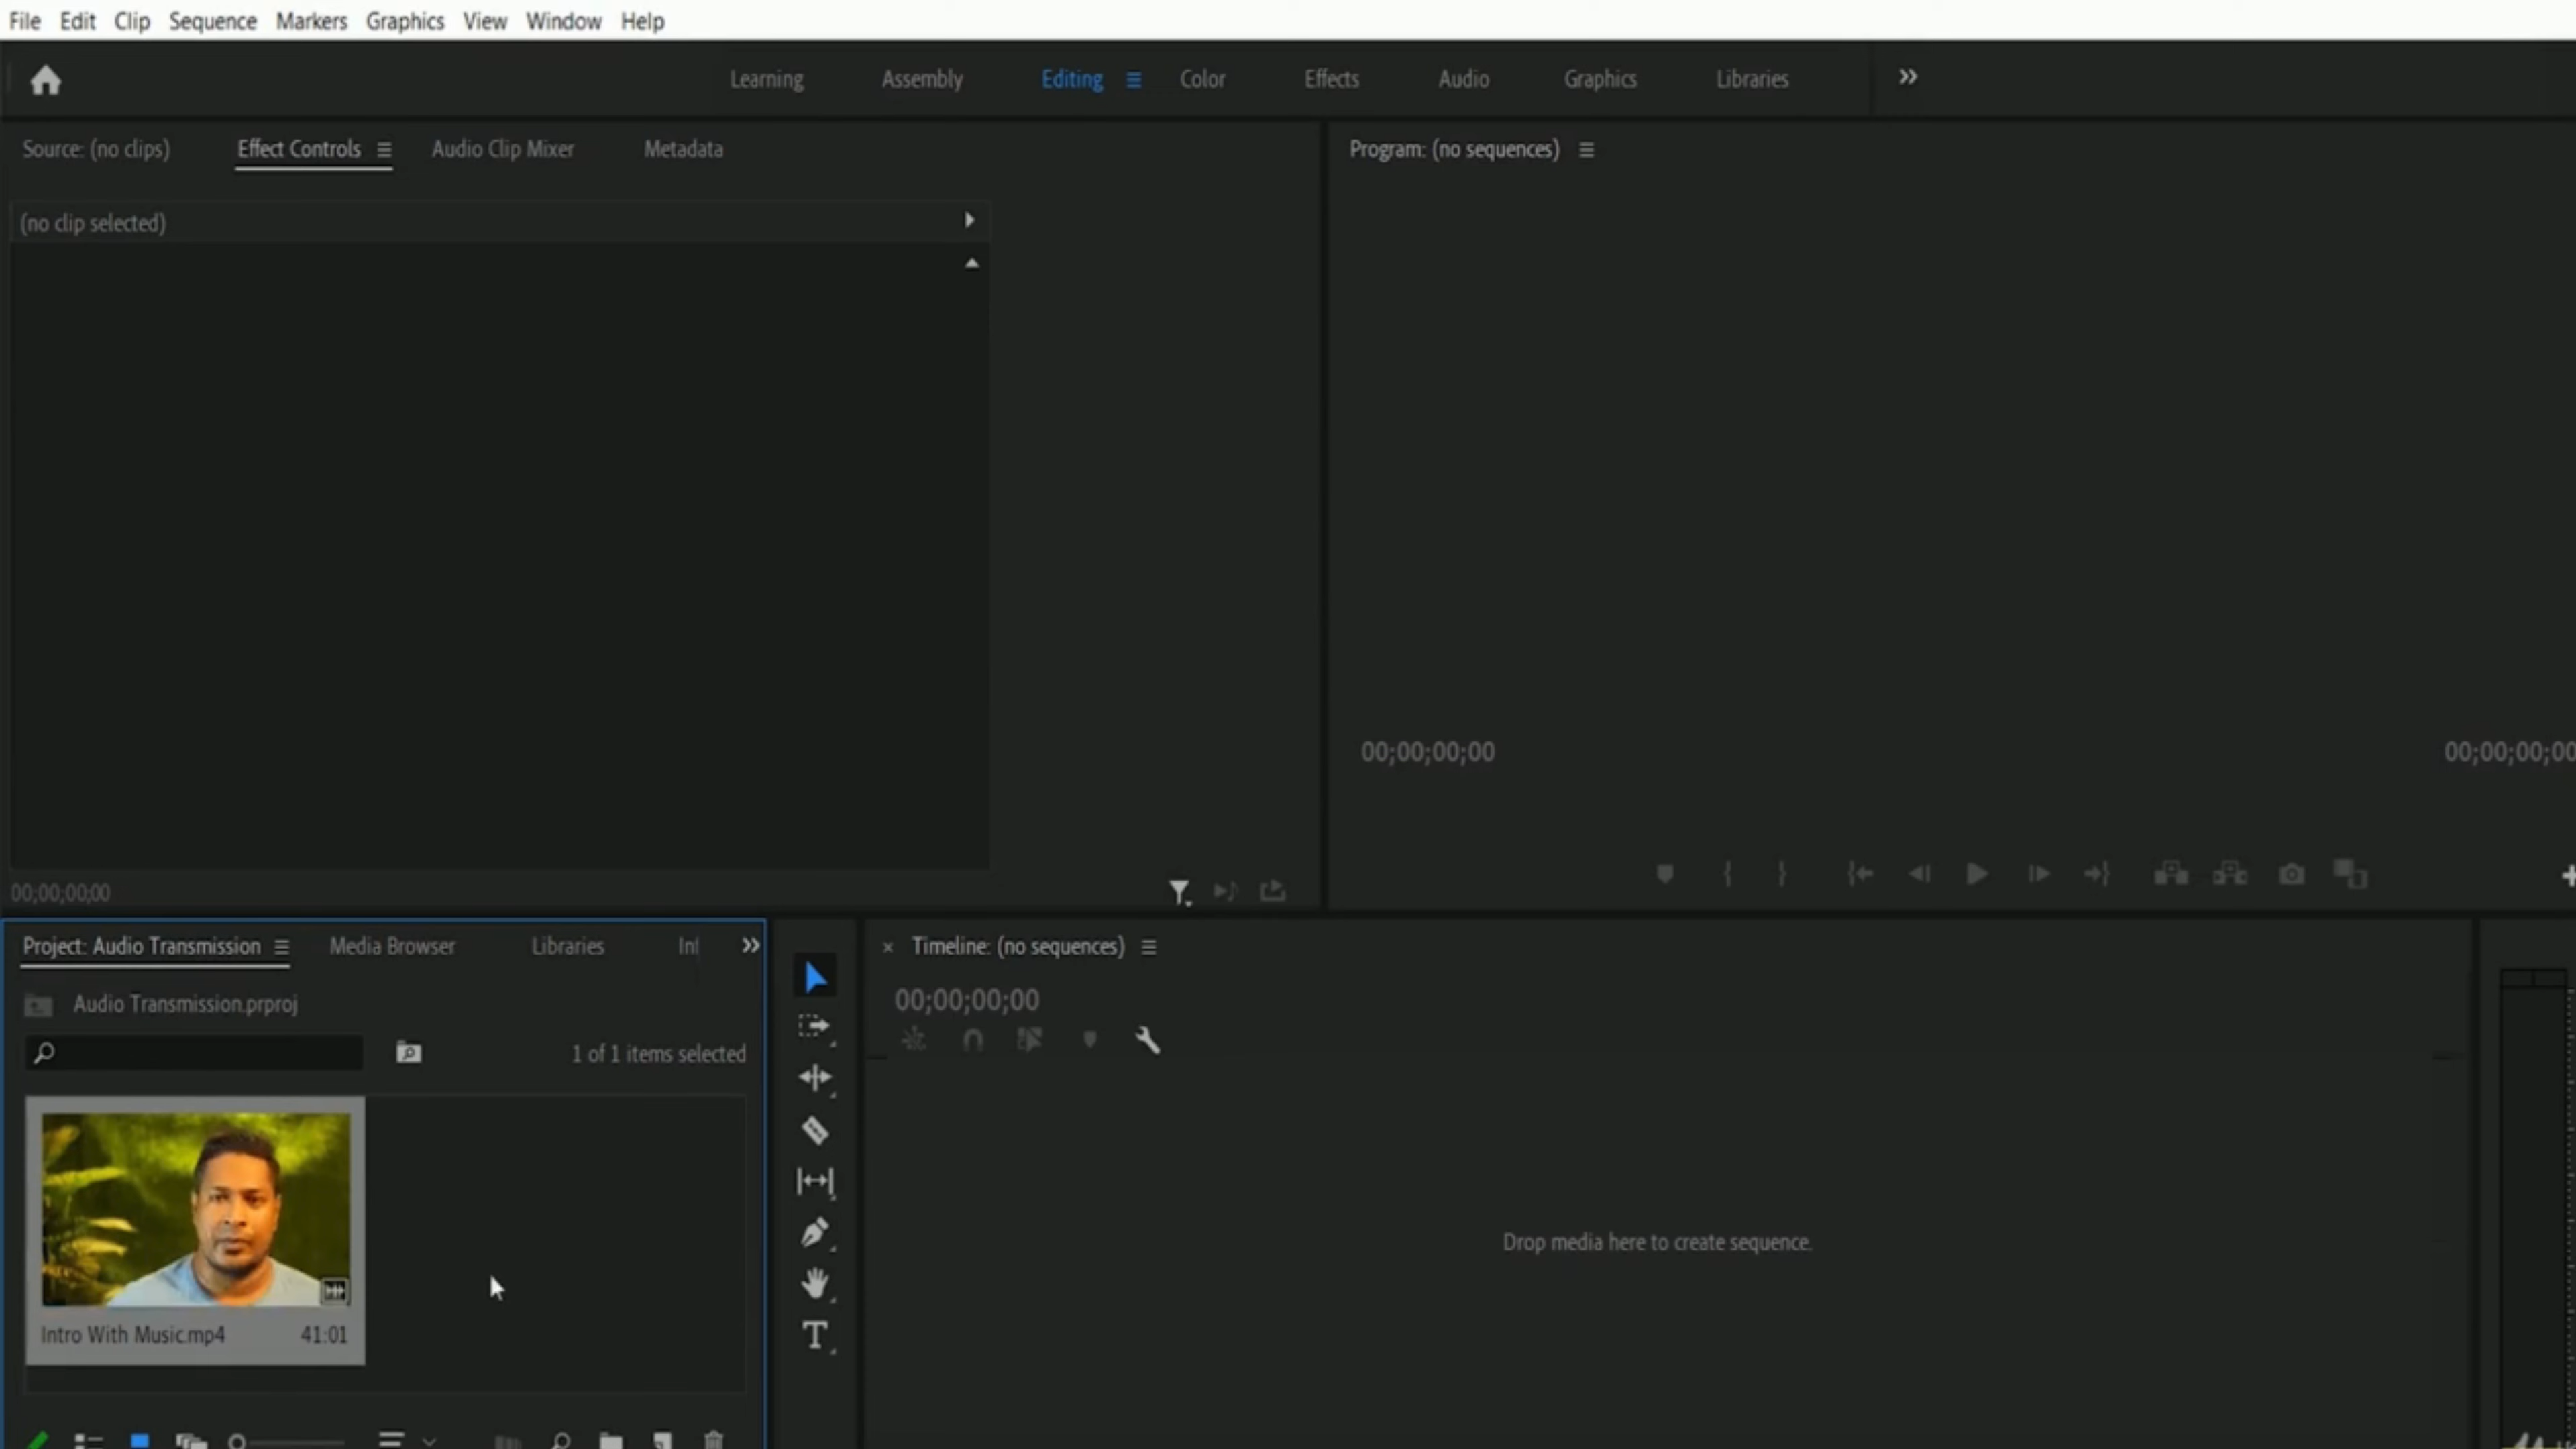 File Edit Clip Sequence Markers Graphics View Window Help
Learning Assembly Editing Color Effects Audio Graphics Libraries
Source: (no clips) Effect Controls Audio Clip Mixer Metadata
Program: (no sequences)
(no clip selected)
00;00;00;00 00;00;00;00
00;00;00;00
Project: Audio Transmission Media Browser Libraries
Timeline: (no sequences)
Audio Transmission.prproj
00;00;00;00
1 of 1 items selected
Drop media here to create sequence.
Intro With Music.mp4 41:01